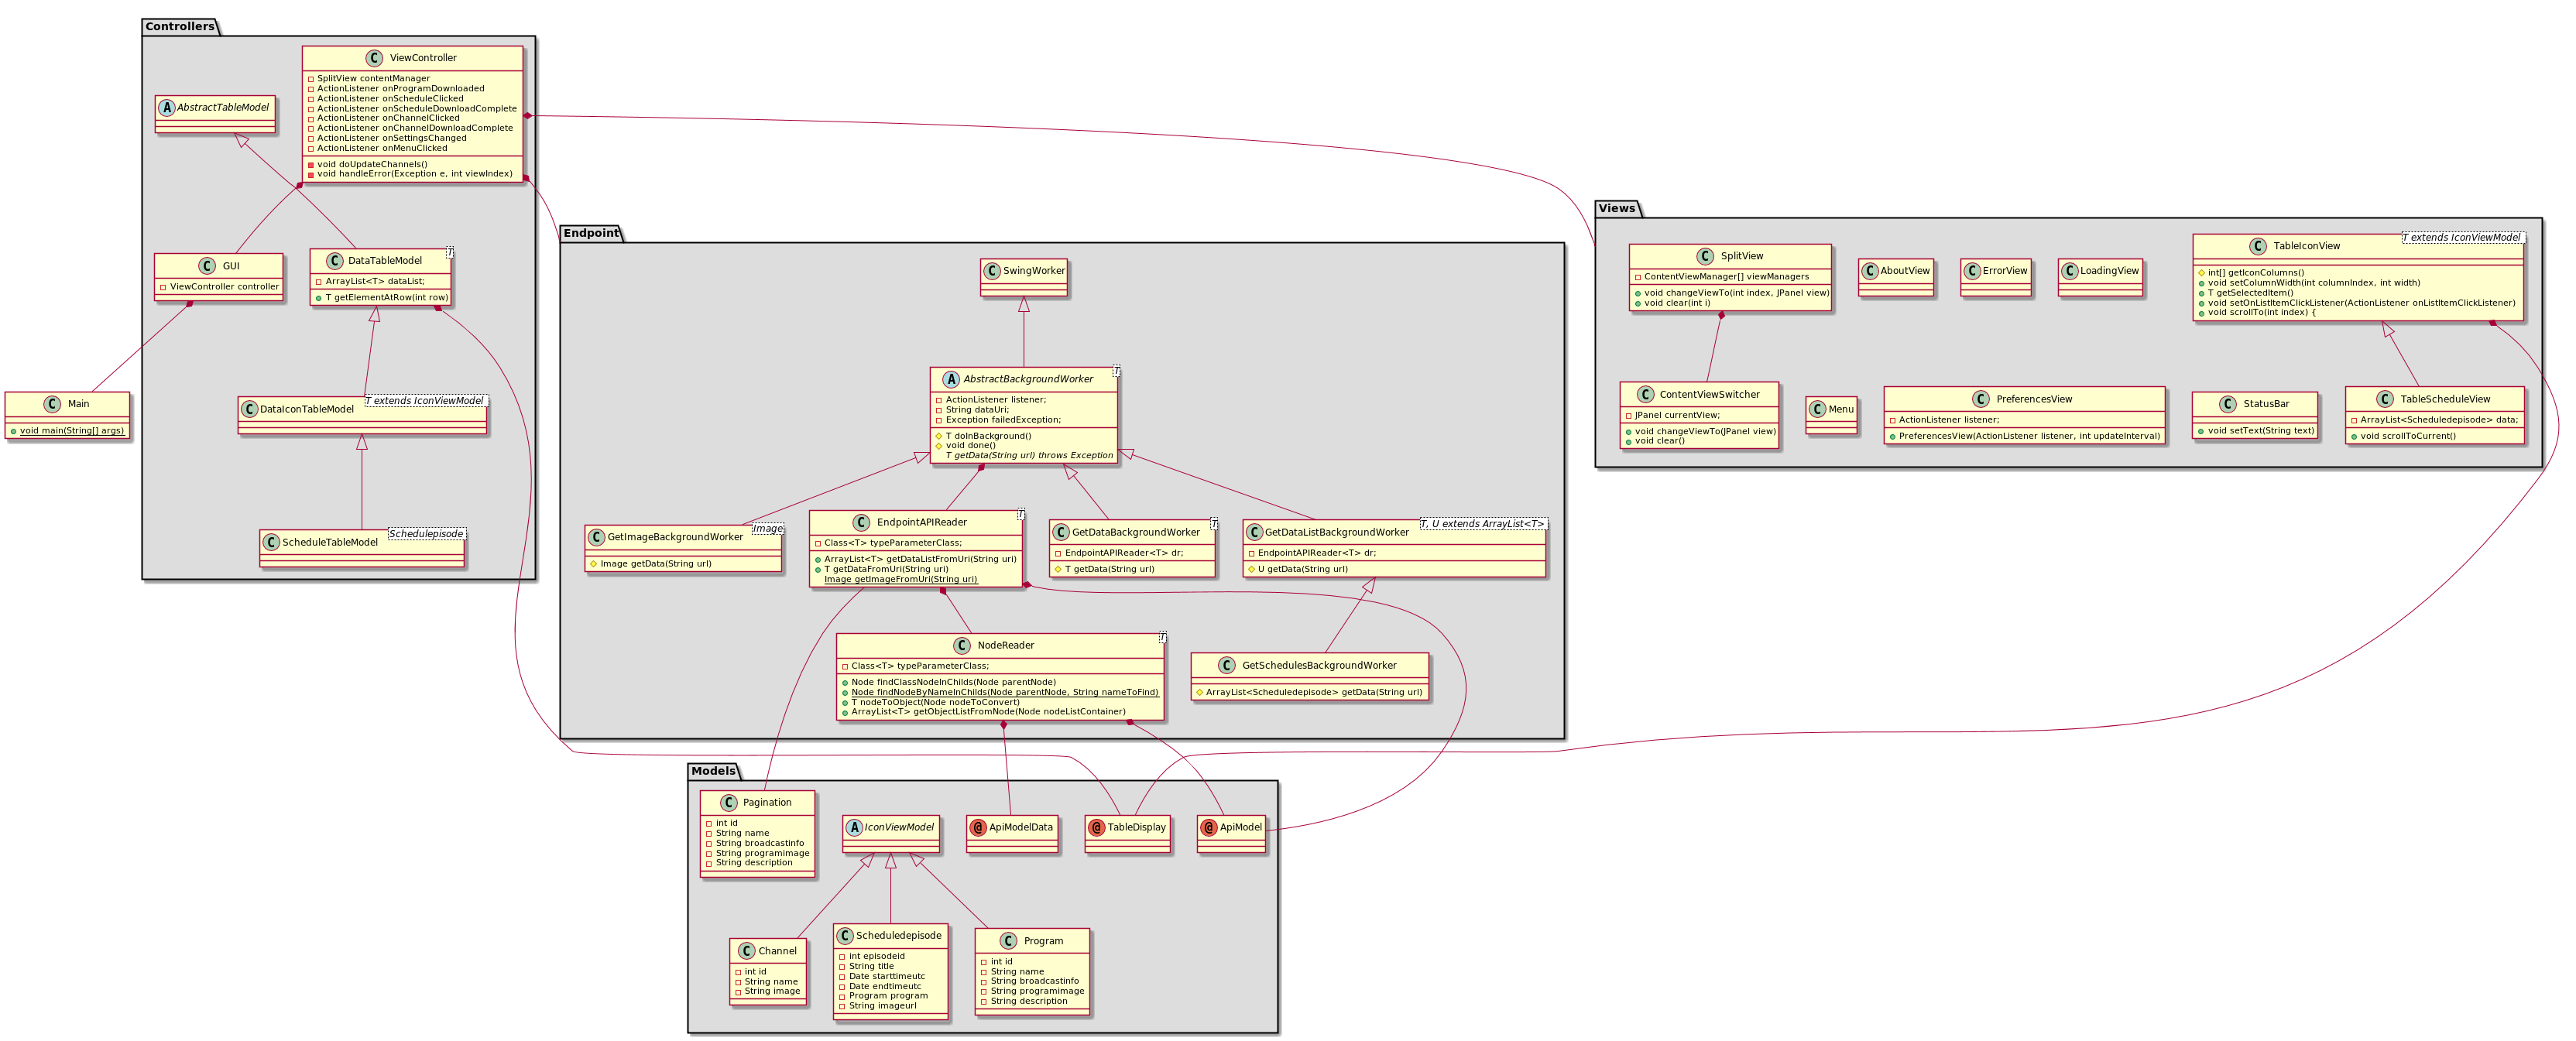 Controllers
C ViewController
SplitView contentManager
ActionListener onProgramDownloaded
ActionListener onScheduleClicked
ActionListener onScheduleDownloadComplete
ActionListener onChannelClicked
ActionListener onChannelDownloadComplete
ActionListener onSettingsChanged
ActionListener onMenuClicked
void doUpdateChannels()
void handleError(Exception e, int viewIndex)
A AbstractTableModel
C GUI
ViewController controller
C DataTableModel
T
ArrayList<T> dataList;
T getElementAtRow(int row)
C Main
void main(String[] args)
C DataIconTableModel
T extends IconViewModel
C ScheduleTableModel
Scheduleepisode
Endpoint
C SwingWorker
A AbstractBackgroundWorker
T
ActionListener listener;
String dataUri;
Exception failedException;
T doInBackground()
void done()
T getData(String url) throws Exception
C GetImageBackgroundWorker
Image
Image getData(String url)
C EndpointAPIReader
T
Class<T> typeParameterClass;
ArrayList<T> getDataListFromUri(String uri)
T getDataFromUri(String uri)
Image getImageFromUri(String uri)
C GetDataBackgroundWorker
T
EndpointAPIReader<T> dr;
T getData(String url)
C GetDataListBackgroundWorker
T, U extends ArrayList<T>
EndpointAPIReader<T> dr;
U getData(String url)
C NodeReader
T
Class<T> typeParameterClass;
Node findClassNodeInChilds(Node parentNode)
Node findNodeByNameInChilds(Node parentNode, String nameToFind)
T nodeToObject(Node nodeToConvert)
ArrayList<T> getObjectListFromNode(Node nodeListContainer)
C GetSchedulesBackgroundWorker
ArrayList<Scheduledepisode> getData(String url)
Views
C SplitView
ContentViewManager[] viewManagers
void changeViewTo(int index, JPanel view)
void clear(int i)
C AboutView
C ErrorView
C LoadingView
C TableIconView
T extends IconViewModel
int[] getIconColumns()
void setColumnWidth(int columnIndex, int width)
T getSelectedItem()
void setOnListItemClickListener(ActionListener onListItemClickListener)
void scrollTo(int index) {
C ContentViewSwitcher
JPanel currentView;
void changeViewTo(JPanel view)
void clear()
C Menu
C PreferencesView
ActionListener listener;
PreferencesView(ActionListener listener, int updateInterval)
C StatusBar
void setText(String text)
C TableScheduleView
ArrayList<Scheduledepisode> data;
void scrollToCurrent()
Models
C Pagination
int id
String name
String broadcastinfo
String programimage
String description
A IconViewModel
@ ApiModelData
@ TableDisplay
@ ApiModel
C Channel
int id
String name
String image
C Scheduledepisode
int episodeid
String title
Date starttimeutc
Date endtimeutc
Program program
String imageurl
C Program
int id
String name
String broadcastinfo
String programimage
String description